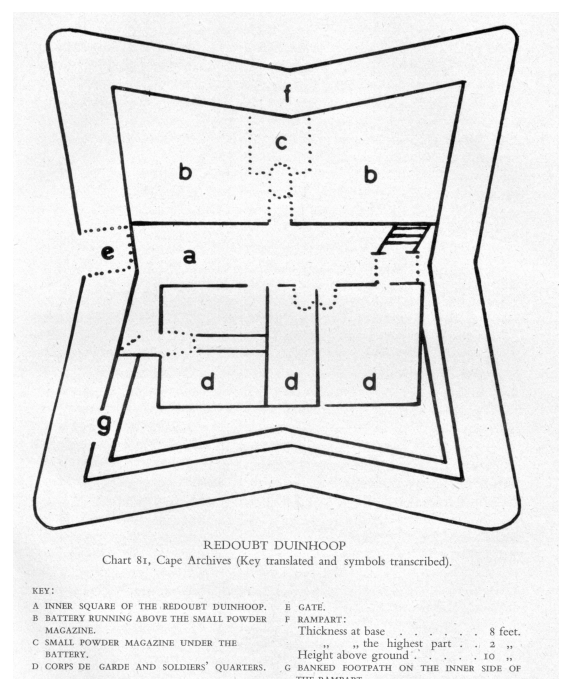 f
c
b
b
e
a
d
d
d
g
REDOUBT DUINHOOP
Chart 81, Cape Archives (Key translated and symbols transcribed).
KEY:
A INNER SQUARE OF THE REDOUBT DUINHOOP.
B BATTERY RUNNING ABOVE THE SMALL POWDER
MAGAZINE.
C SMALL POWDER MAGAZINE UNDER THE
BATTERY.
D CORPS DE GARDE AND SOLDIERS' QUARTERS.
E GATE.
F RAMPART:
Thickness at base . . . . . . 8 feet.
„ „ the highest part . . 2 „
Height above ground . . . . . 10 „
G BANKED FOOTPATH ON THE INNER SIDE OF
THE RAMPART